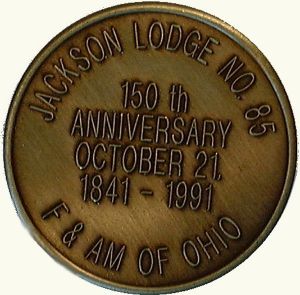 JACKSON LODGE NO. 85
150 th
ANNIVERSARY
OCTOBER 21,
1841 - 1991
F & AM OF OHIO